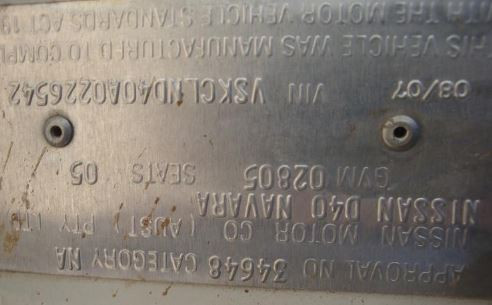 APPROVAL NO 34648 CATEGORY NA
NISSAN MOTOR CO (AUST) PTY LTD
NISSAN D40 NAVARA
GVM 02805 SEATS 05
08/07 VIN VSKCLND40A0226542
THIS VEHICLE WAS MANUFACTURED TO COMPL
WITH THE MOTOR VEHICLE STANDARDS ACT 19